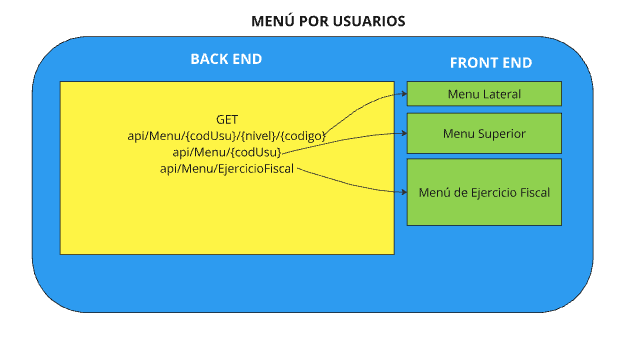 MENÚ POR USUARIOS
BACK END
FRONT END
GET
api/Menu/{codUsu}/{nivel}/{codigo}
api/Menu/{codUsu}
api/Menu/EjercicioFiscal
Menu Lateral
Menu Superior
Menú de Ejercicio Fiscal